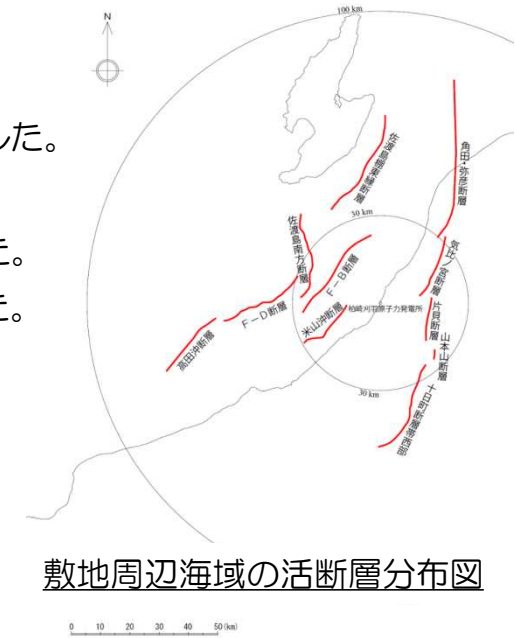 N
100 km
した。
た。
た。
佐渡島棚東縁断層
角田・弥彦断層
30 km
佐渡島南方断層
F－B断層
気比ノ宮断層
F－D断層
柏崎刈羽原子力発電所
片貝断層
米山沖断層
高田沖断層
山本山断層
30 km
十日町断層帯西部
敷地周辺海域の活断層分布図
0 10 20 30 40 50(km)